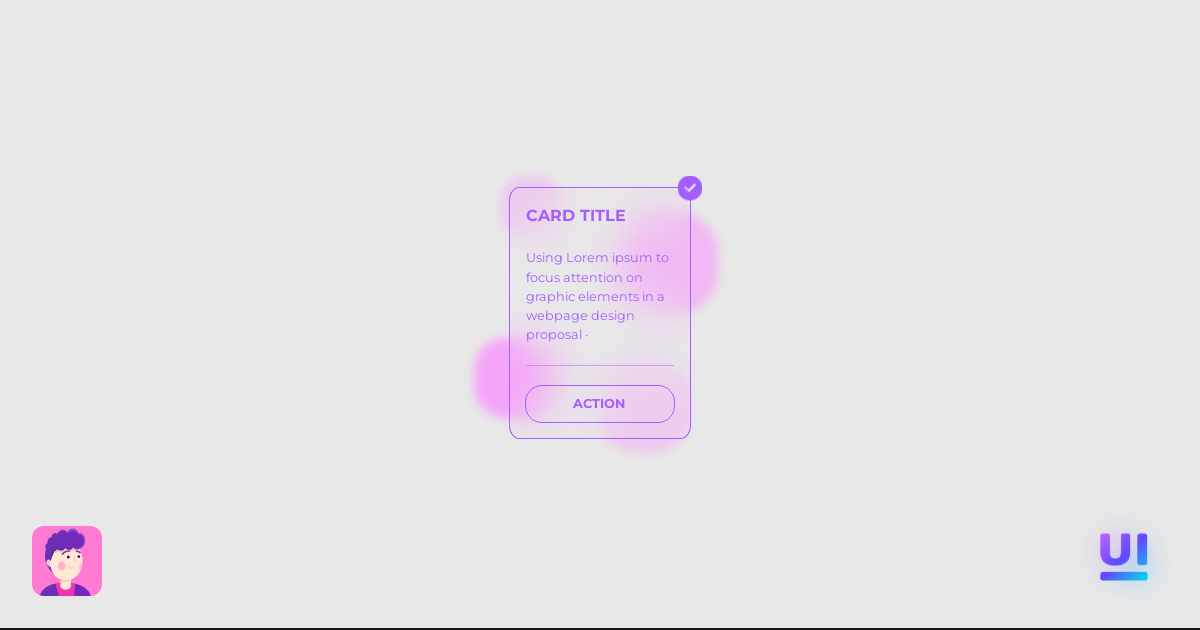 CARD TITLE
Using Lorem ipsum to
focus attention on
graphic elements in a
webpage design
proposal ·
ACTION
UI